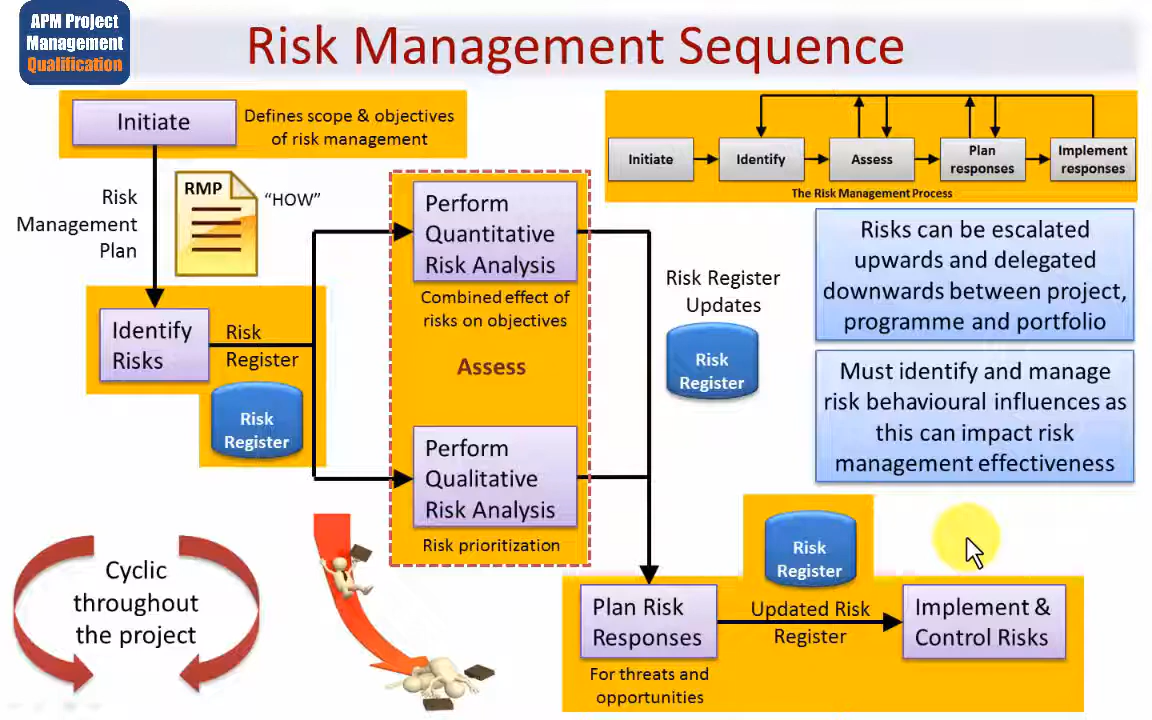 APM Project
Management
Qualification
Risk Management Sequence
Initiate
Defines scope & objectives
of risk management
Risk
Management
Plan
RMP
“HOW”
Identify
Risks
Risk
Register
Risk
Register
Perform
Quantitative
Risk Analysis
Combined effect of
risks on objectives
Assess
Perform
Qualitative
Risk Analysis
Risk prioritization
Risk Register
Updates
Risk
Register
Initiate
Identify
Assess
Plan
responses
Implement
responses
The Risk Management Process
Risks can be escalated
upwards and delegated
downwards between project,
programme and portfolio
Must identify and manage
risk behavioural influences as
this can impact risk
management effectiveness
Cyclic
throughout
the project
Plan Risk
Responses
For threats and
opportunities
Risk
Register
Updated Risk
Register
Implement &
Control Risks